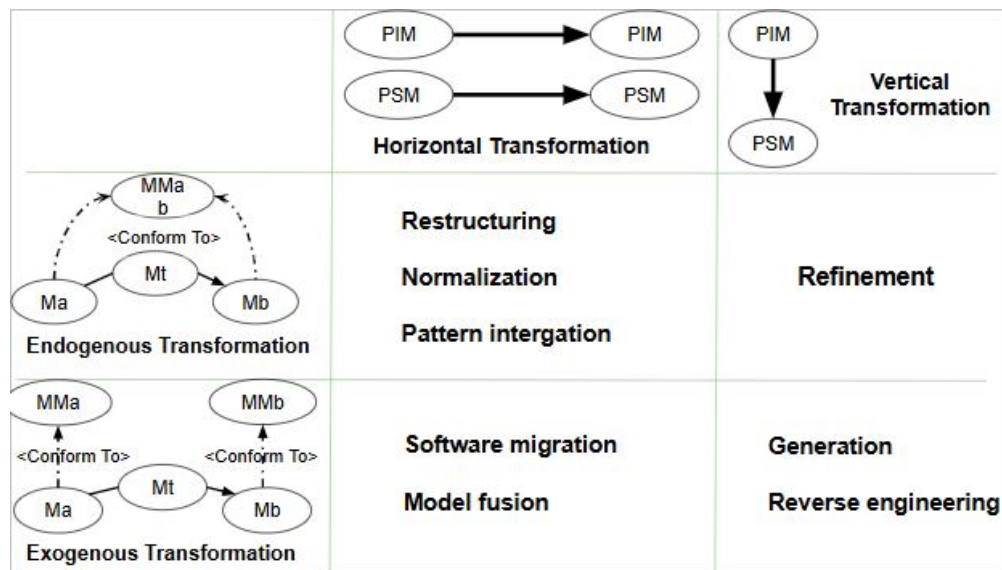 PIM
PIM
PIM
PSM
PSM
Vertical
Transformation
PSM
Horizontal Transformation
MMa
b
<Conform To>
Mt
Ma
Mb
Endogenous Transformation
Restructuring
Normalization
Pattern intergation
Refinement
MMa
MMb
<Conform To>
<Conform To>
Mt
Ma
Mb
Exogenous Transformation
Software migration
Model fusion
Generation
Reverse engineering